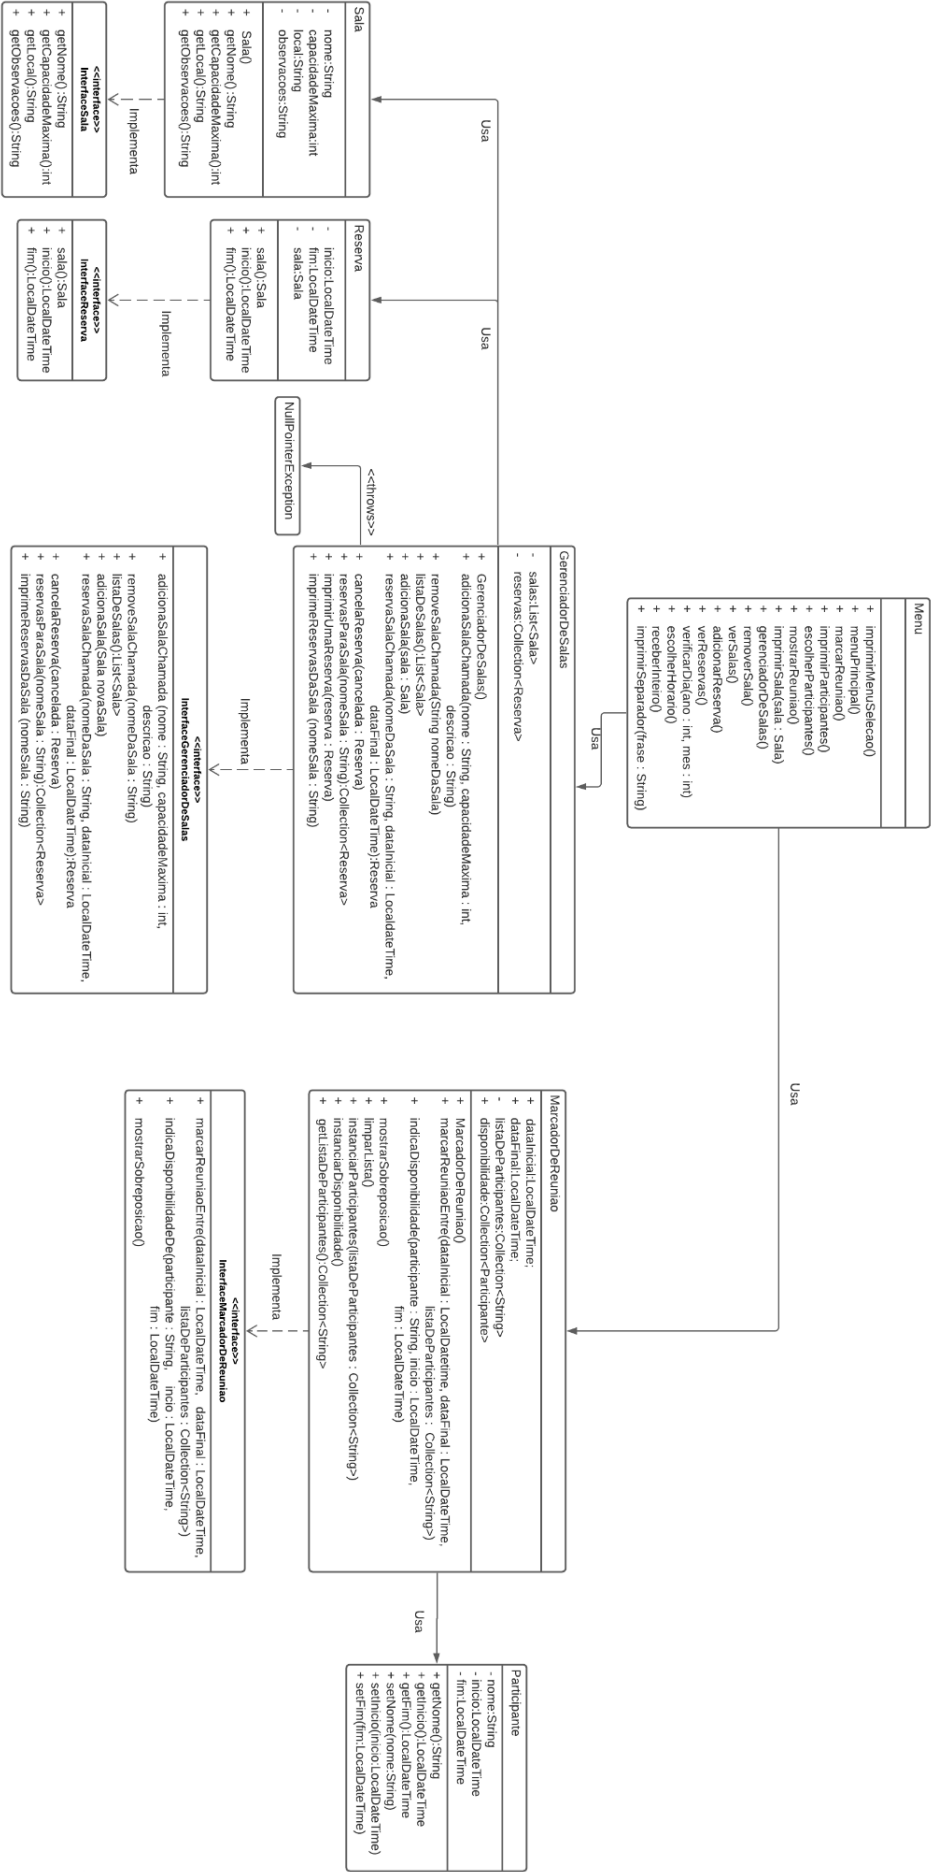 Menu
+ imprimirMenuSelecao()
+ menuPrincipal()
+ marcarReuniao()
+ imprimirParticipantes()
+ escolherParticipantes()
+ mostrarReuniao()
+ imprimirSala(sala : Sala)
+ gerenciadorDeSalas()
+ removerSala()
+ verSalas()
+ adicionarReserva()
+ verReservas()
+ verificarDia(ano : int, mes : int)
+ escolherHorario()
+ receberInteiro()
+ imprimirSeparador(frase : String)
Usa
Usa
Usa
Usa
Sala
- nome:String
- capacidadeMaxima:int
- local:String
- observacoes:String
+ Sala()
+ getNome() :String
+ getCapacidadeMaxima():int
+ getLocal():String
+ getObservacoes():String
Implementa
<<interface>>
InterfaceSala
+ getNome() :String
+ getCapacidadeMaxima():int
+ getLocal():String
+ getObservacoes():String
Reserva
- inicio:LocalDateTime
- fim:LocalDateTime
- sala:Sala
+ sala():Sala
+ inicio():LocalDateTime
+ fim():LocalDateTime
Implementa
<<interface>>
InterfaceReserva
+ sala():Sala
+ inicio():LocalDateTime
+ fim():LocalDateTime
<<throws>>
NullPointerException
GerenciadorDeSalas
- salas:List<Sala>
- reservas:Collection<Reserva>
+ GerenciadorDeSalas()
+ adicionaSalaChamada(nome : String, capacidadeMaxima : int,
descricao : String)
+ removeSalaChamada(String nomeDaSala)
+ listaDeSalas():List<Sala>
+ adicionaSala(sala : Sala)
+ reservaSalaChamada(nomeDaSala : String, dataInicial : LocaldateTime,
dataFinal : LocalDateTime):Reserva
+ cancelaReserva(cancelada : Reserva)
+ reservasParaSala(nomeSala : String):Collection<Reserva>
+ imprimirUmaReserva(reserva : Reserva)
+ imprimeReservasDaSala (nomeSala : String)
Implementa
<<interface>>
InterfaceGerenciadorDeSalas
+ adicionaSalaChamada (nome : String, capacidadeMaxima : int,
descricao : String)
+ removeSalaChamada(nomeDaSala : String)
+ listaDeSalas():List<Sala>
+ adicionaSala(Sala novaSala)
+ reservaSalaChamada(nomeDaSala : String, dataInicial : LocalDateTime,
dataFinal : LocalDateTime):Reserva
+ cancelaReserva(cancelada : Reserva)
+ reservasParaSala(nomeSala : String):Collection<Reserva>
+ imprimeReservasDaSala (nomeSala : String)
MarcadorDeReuniao
+ dataInicial:LocalDateTime;
+ dataFinal:LocalDateTime;
- listaDeParticipantes:Collection<String>
+ disponibilidade:Collection<Participante>
+ MarcadorDeReuniao()
+ marcarReuniaoEntre(dataInicial : LocalDatetime, dataFinal : LocalDateTime,
listaDeParticipantes : Collection<String>)
+ indicaDisponibilidade(participante : String, inicio : LocalDateTime,
fim : LocalDateTime)
+ mostrarSobreposicao()
+ limparLista()
+ instanciarParticipantes(listaDeParticipantes : Collection<String>)
+ instanciarDisponibilidade()
+ getListaDeParticipantes():Collection<String>
Implementa
<<interface>>
InterfaceMarcadorDeReuniao
+ marcarReuniaoEntre(dataInicial : LocalDateTime, dataFinal : LocalDateTime,
listaDeParticipantes : Collection<String>)
+ indicaDisponibilidadeDe(participante : String, incio : LocalDateTime,
fim : LocalDateTime)
+ mostrarSobreposicao()
Usa
Participante
- nome:String
- inicio:LocalDateTime
- fim:LocalDateTime
+ getNome():String
+ getInicio():LocalDateTime
+ getFim():LocalDateTime
+ setNome(nome:String)
+ setInicio(inicio:LocalDateTime)
+ setFim(fim:LocalDateTime)